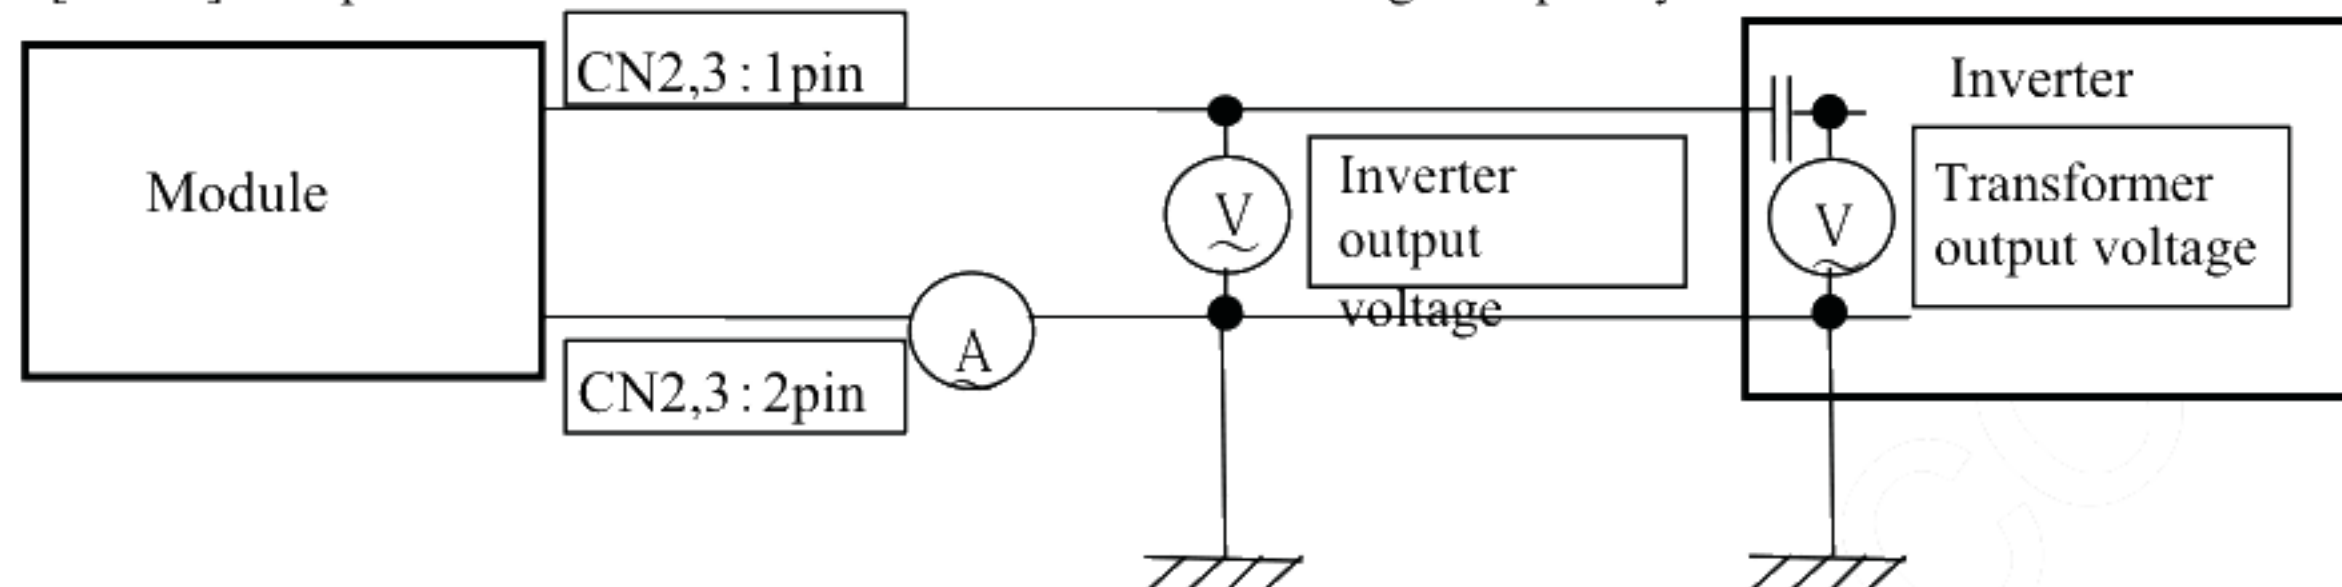 CN2,3 : 1pin
Inverter
Module
V
Inverter
output
voltage
V
Transformer
output voltage
A
CN2,3 : 2pin